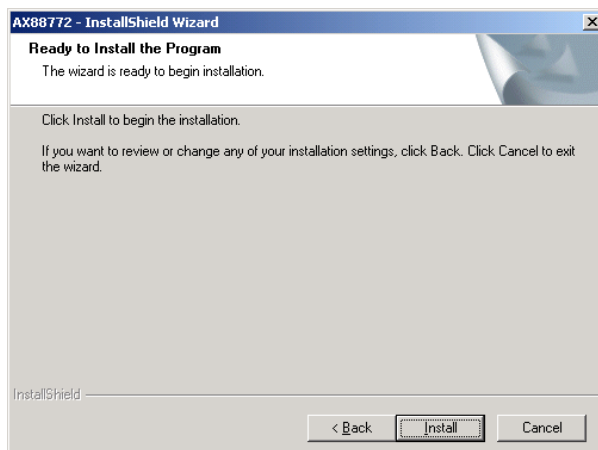 AX88772 - InstallShield Wizard
Ready to Install the Program
The wizard is ready to begin installation.
Click Install to begin the installation.
If you want to review or change any of your installation settings, click Back. Click Cancel to exit
the wizard.
InstallShield
< Back Install Cancel